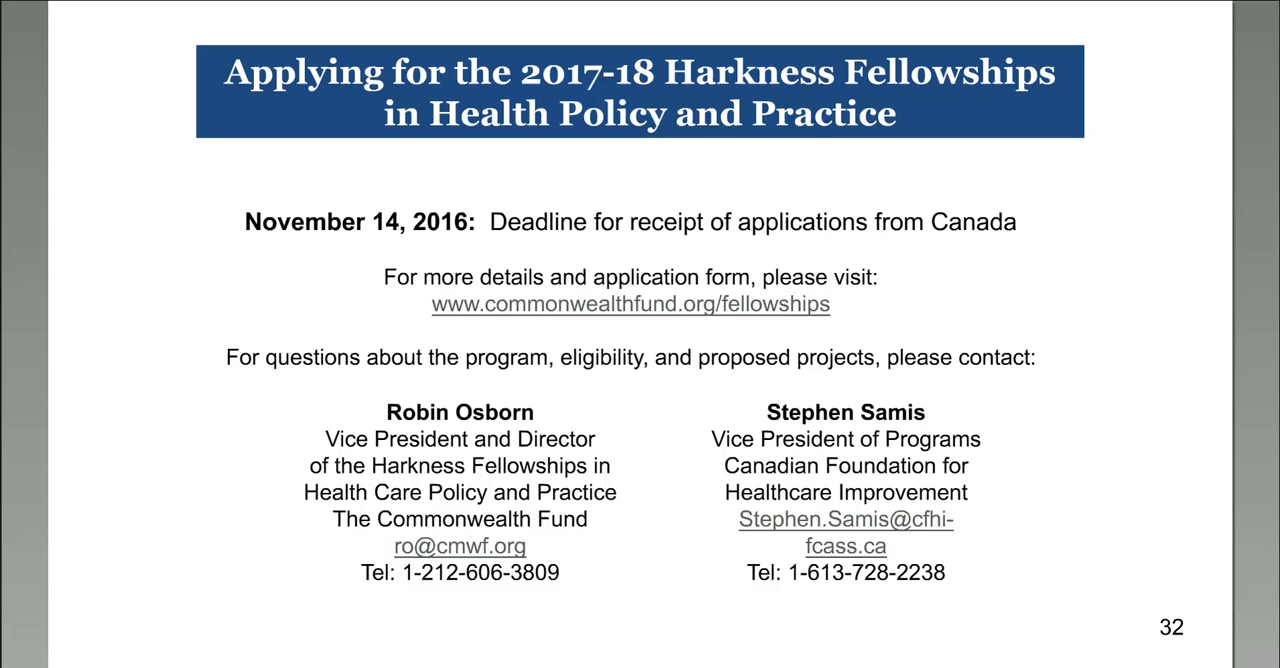 Applying for the 2017-18 Harkness Fellowships
in Health Policy and Practice
November 14, 2016: Deadline for receipt of applications from Canada
For more details and application form, please visit:
www.commonwealthfund.org/fellowships
For questions about the program, eligibility, and proposed projects, please contact:
Robin Osborn
Vice President and Director
of the Harkness Fellowships in
Health Care Policy and Practice
The Commonwealth Fund
ro@cmwf.org
Tel: 1-212-606-3809
Stephen Samis
Vice President of Programs
Canadian Foundation for
Healthcare Improvement
Stephen.Samis@cfhi-
fcass.ca
Tel: 1-613-728-2238
32